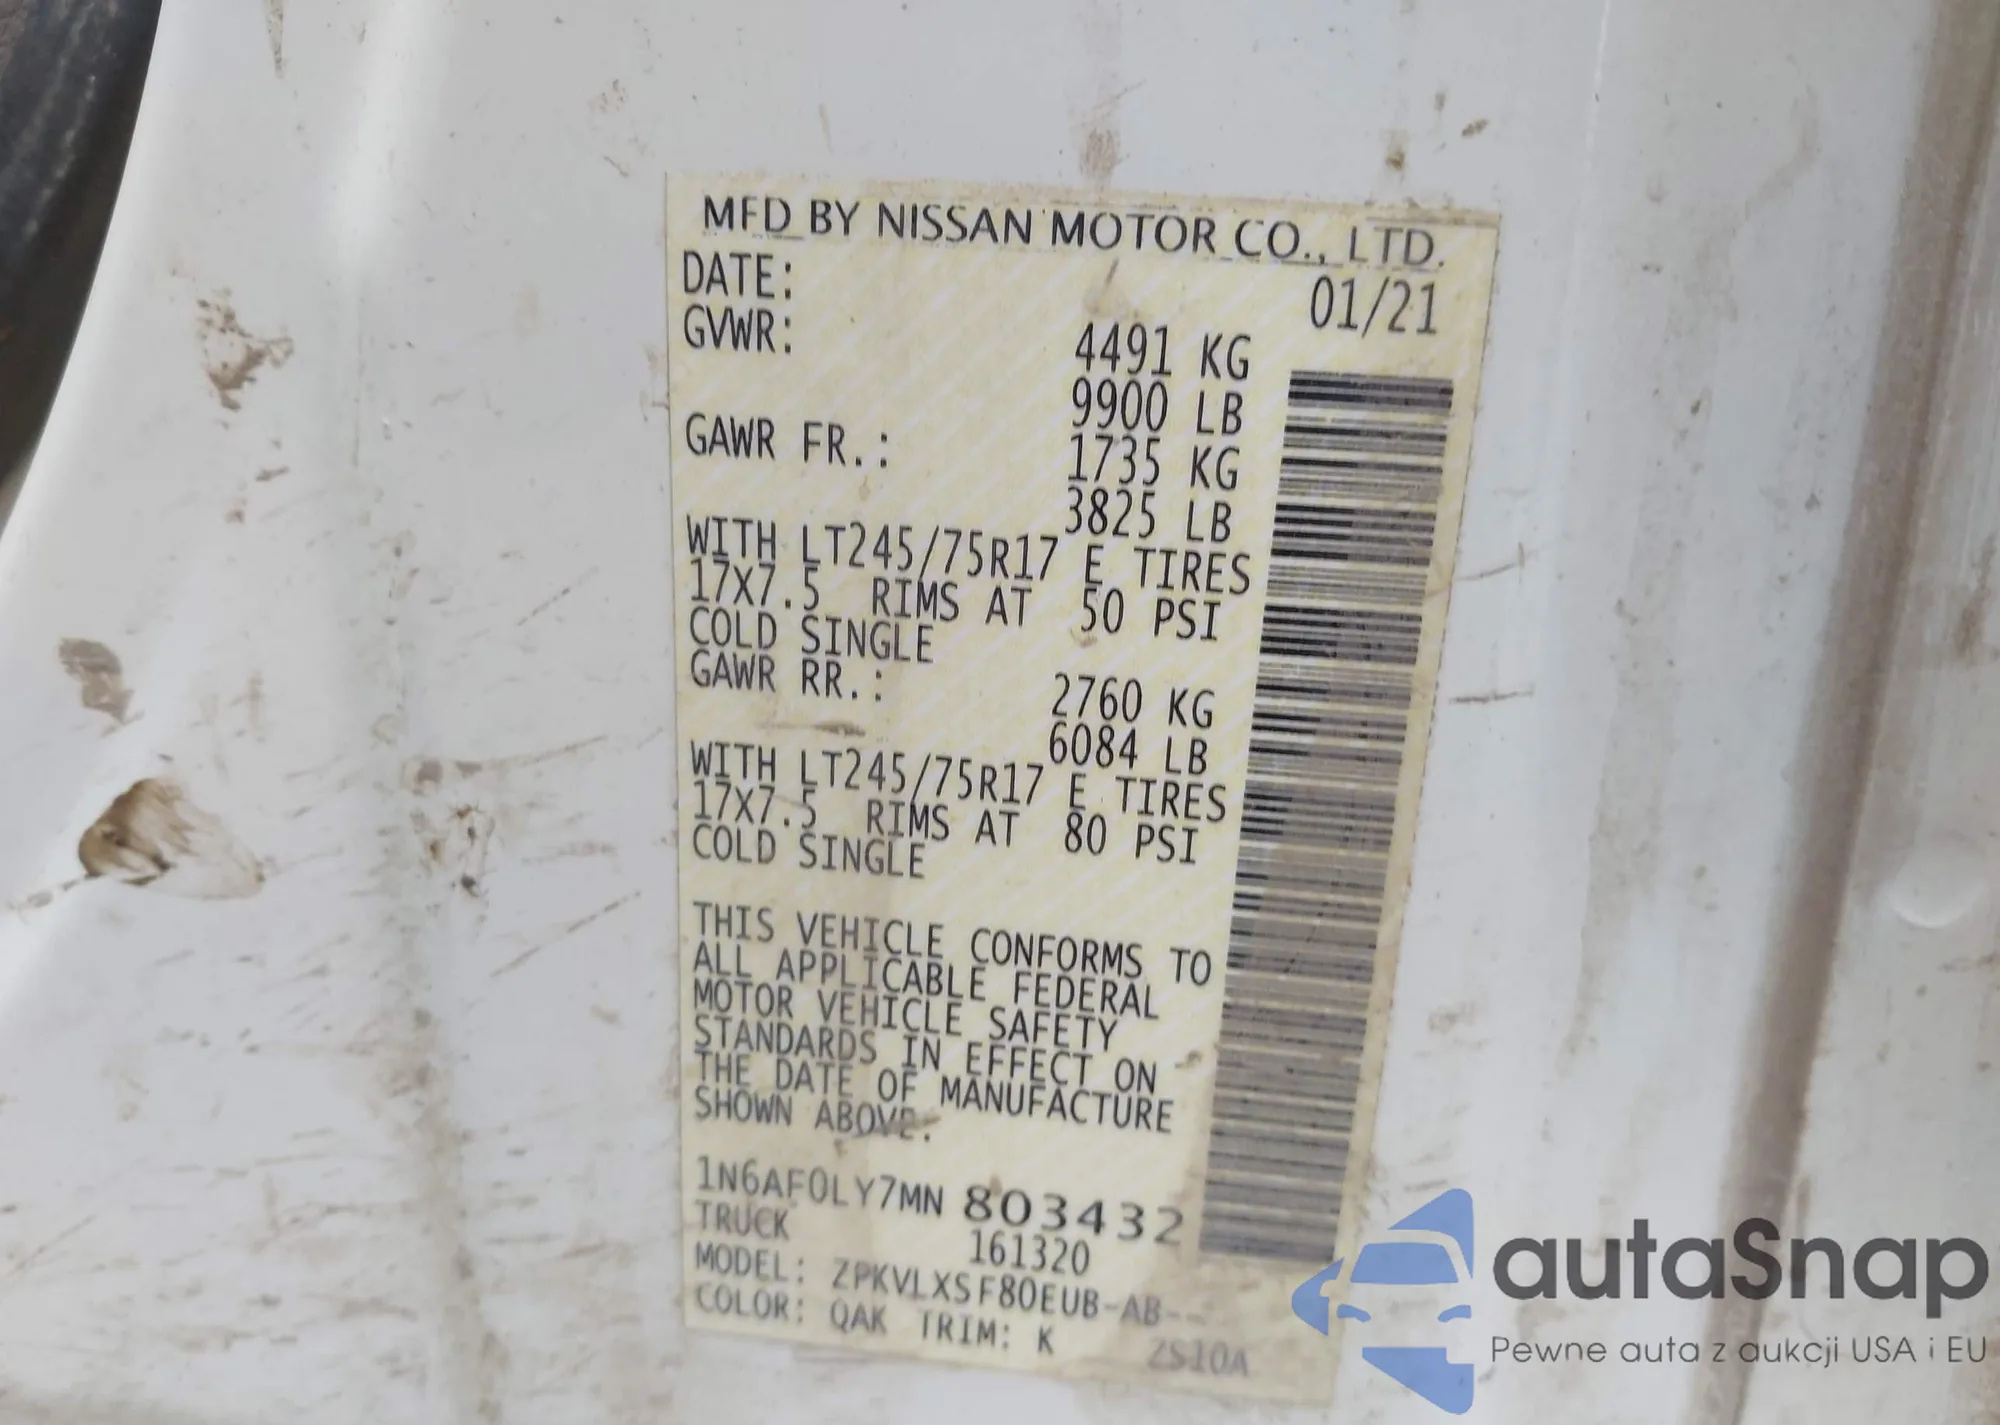 MFD BY NISSAN MOTOR CO., LTD.
DATE: 01/21
GVWR: 4491 KG
9900 LB
GAWR FR.: 1735 KG
3825 LB
WITH LT245/75R17 E TIRES
17X7.5 RIMS AT 50 PSI
COLD SINGLE
GAWR RR.: 2760 KG
6084 LB
WITH LT245/75R17 E TIRES
17X7.5 RIMS AT 80 PSI
COLD SINGLE
THIS VEHICLE CONFORMS TO
ALL APPLICABLE FEDERAL
MOTOR VEHICLE SAFETY
STANDARDS IN EFFECT ON
THE DATE OF MANUFACTURE
SHOWN ABOVE.
1N6AF0LY7MN 803432
TRUCK 161320
MODEL: ZPKVLXSF80EUB-AB--
COLOR: QAK TRIM: K
ZS10A
autaSnap
Pewne auta z aukcji USA i EU